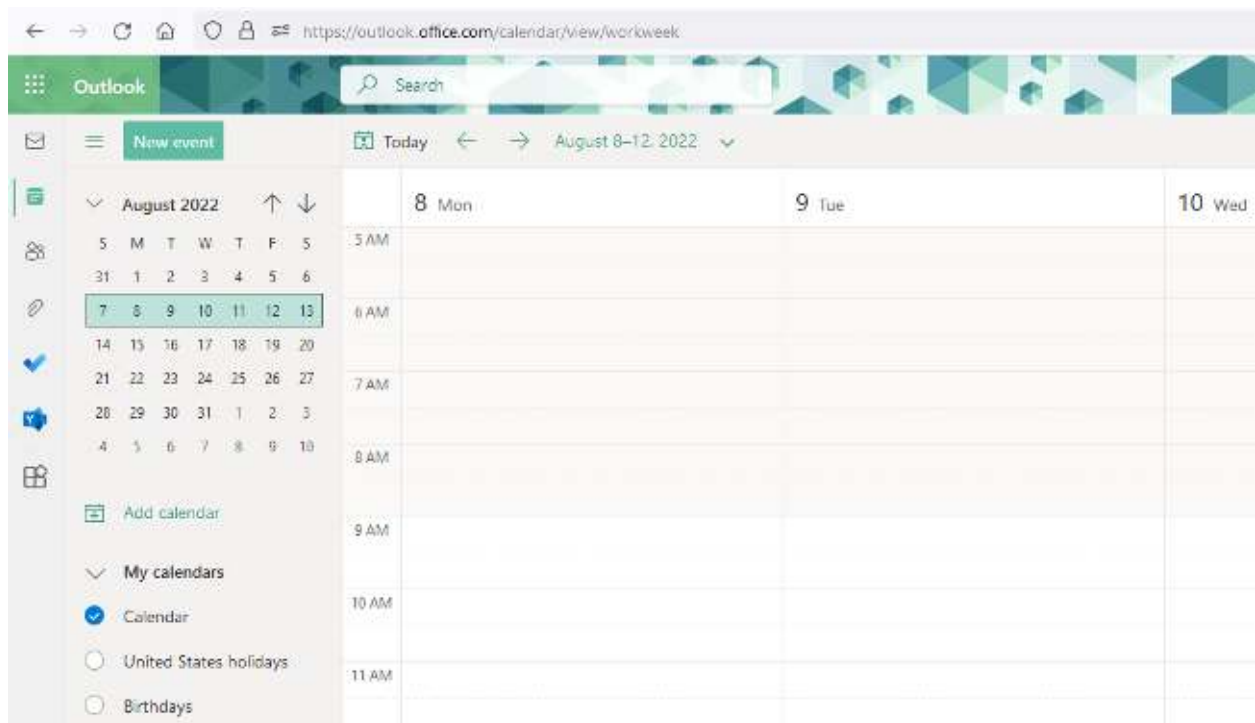 https://outlook.office.com/calendar/view/workweek
Outlook
Search
New event
Today
August 8–12, 2022
August 2022
8 Mon
9 Tue
10 Wed
S M T W T F S
31 1 2 3 4 5 6
7 8 9 10 11 12 13
14 15 16 17 18 19 20
21 22 23 24 25 26 27
28 29 30 31 1 2 3
4 5 6 7 8 9 10
5 AM
6 AM
7 AM
8 AM
9 AM
10 AM
11 AM
Add calendar
My calendars
Calendar
United States holidays
Birthdays